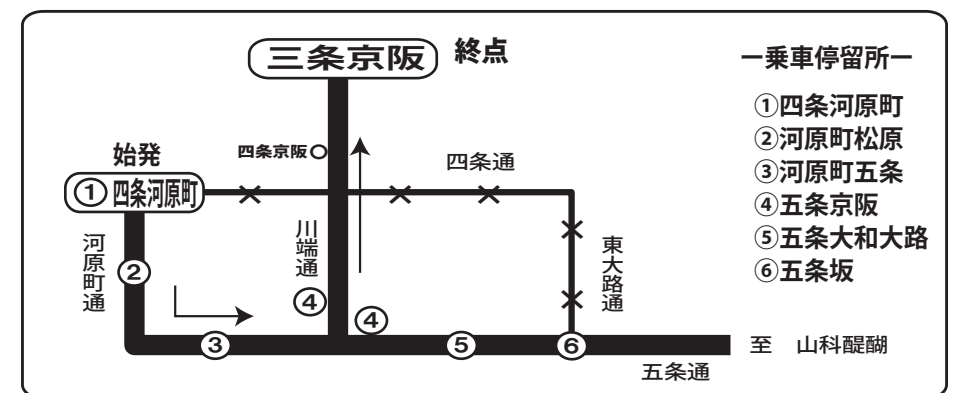 三条京阪 終点
四条京阪
四条通
始発
① 四条河原町
河原町通
②
川端通
東大路通
④
④
③
⑤
⑥
五条通
至 山科醍醐
ー乗車停留所ー
①四条河原町
②河原町松原
③河原町五条
④五条京阪
⑤五条大和大路
⑥五条坂